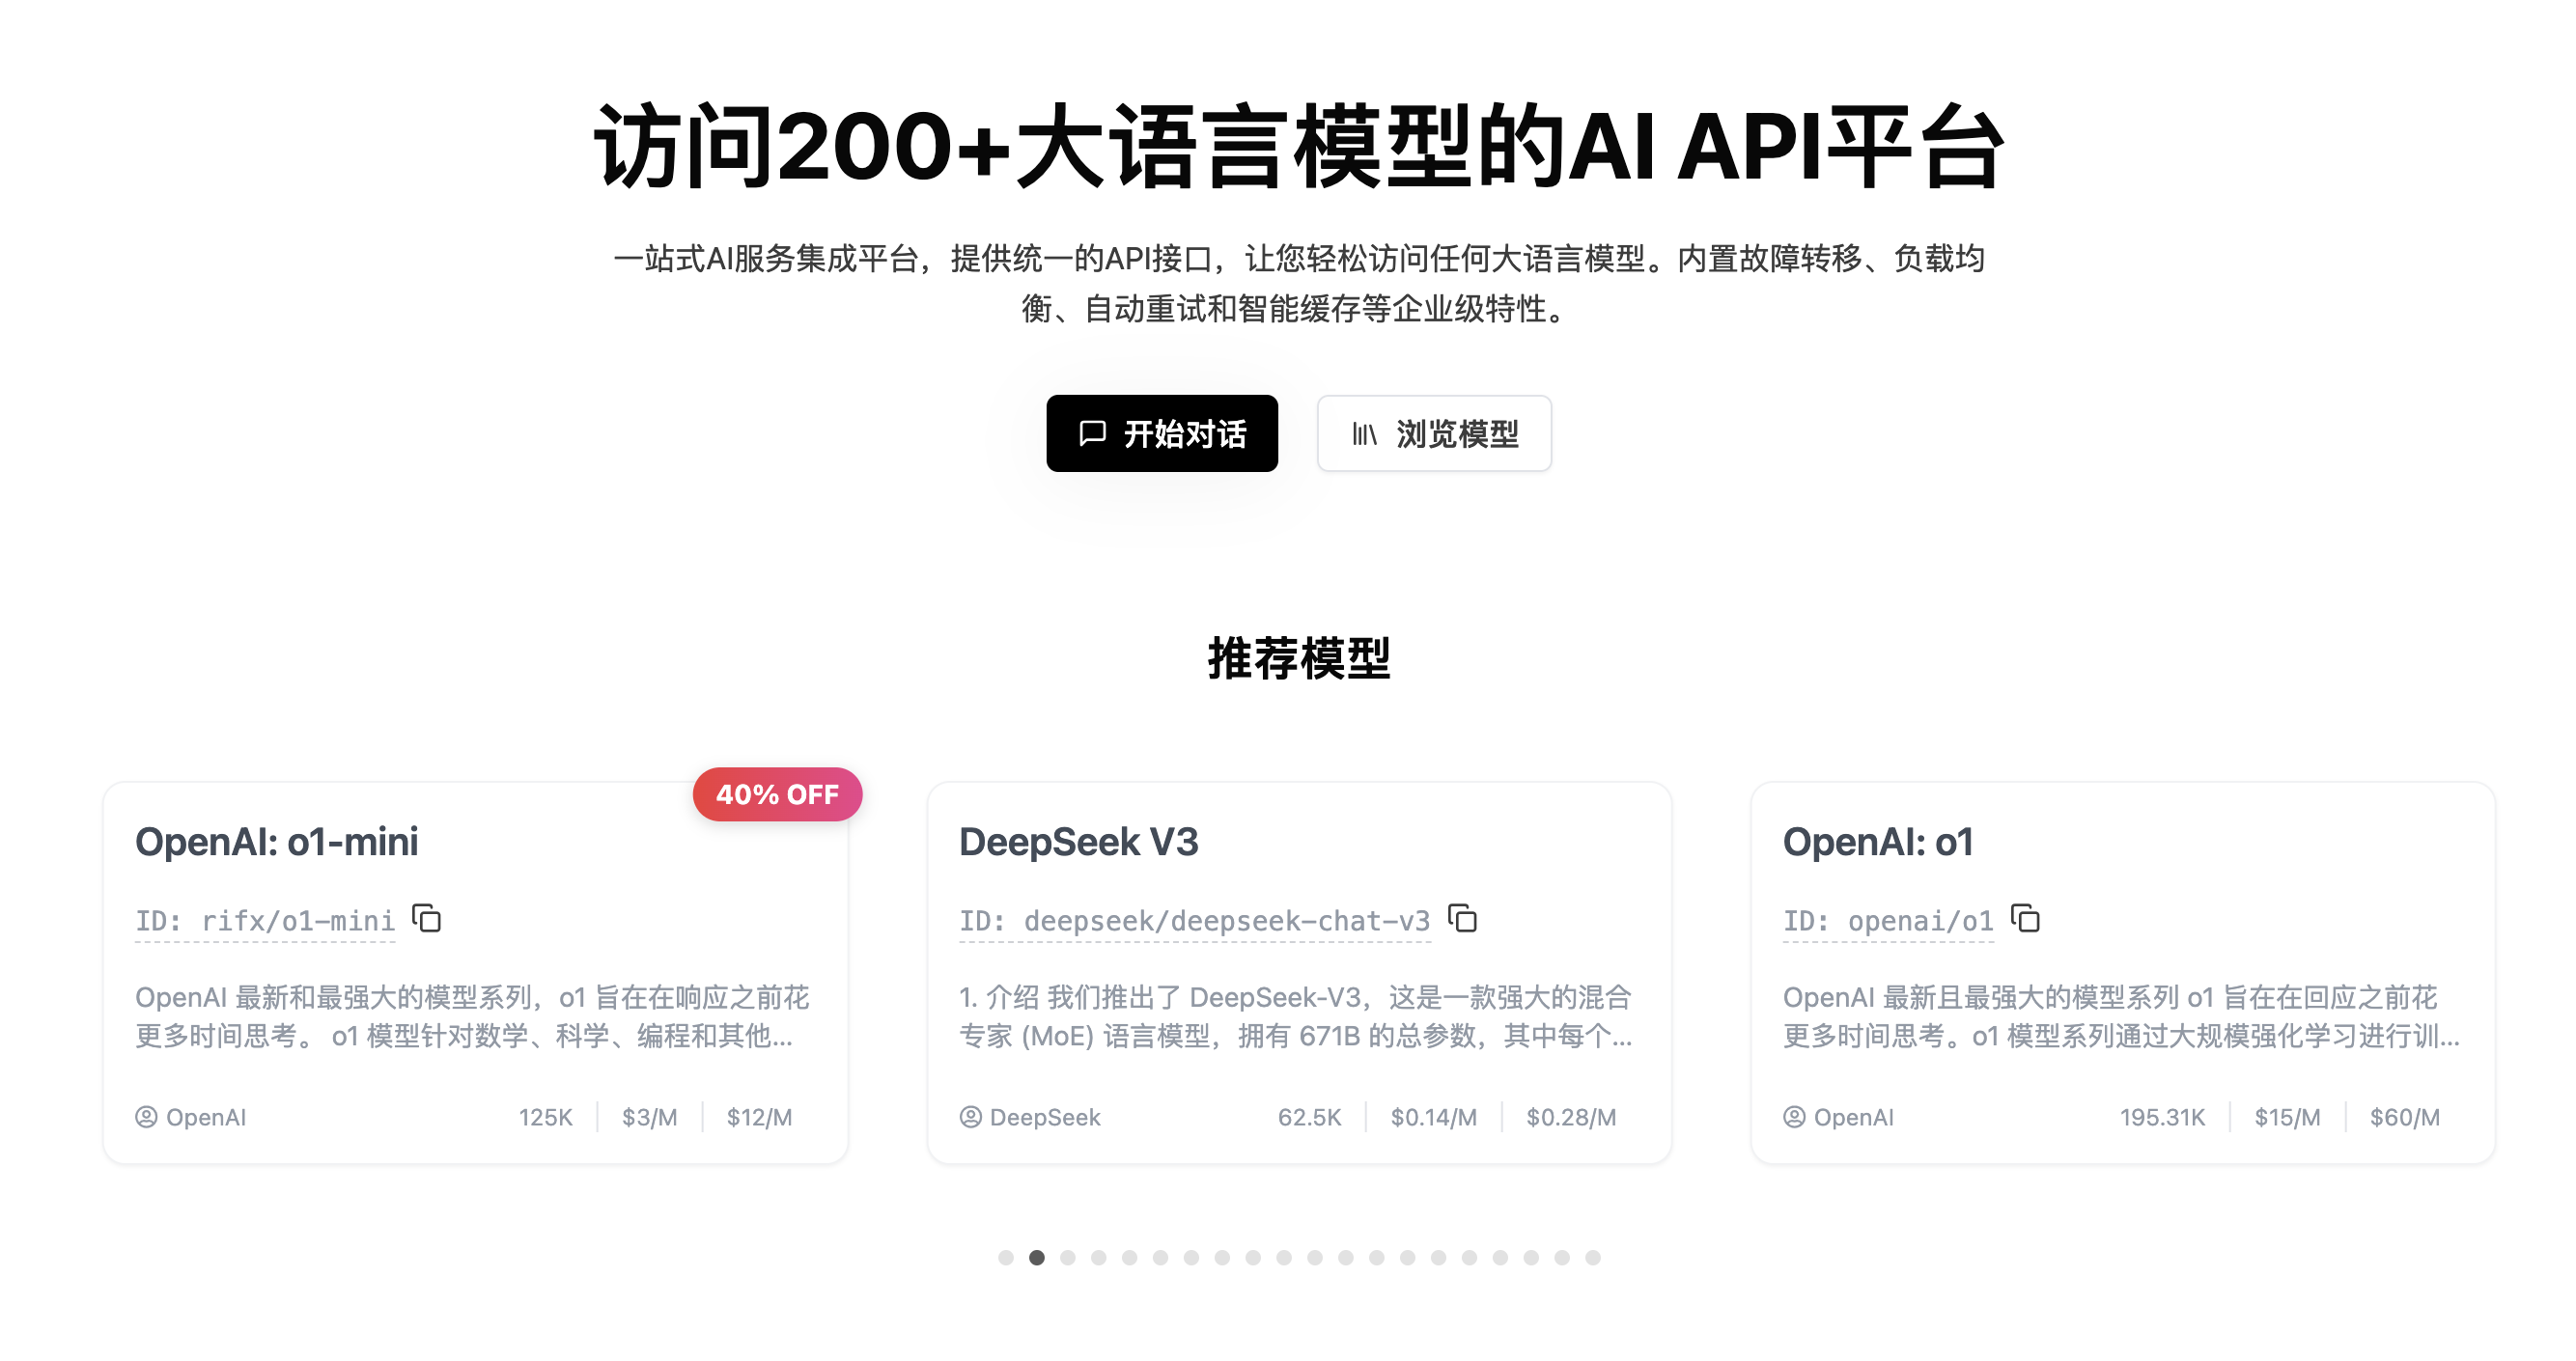 访问200+大语言模型的AI API平台
一站式AI服务集成平台，提供统一的API接口，让您轻松访问任何大语言模型。内置故障转移、负载均
衡、自动重试和智能缓存等企业级特性。
开始对话
浏览模型
推荐模型
40% OFF
OpenAI: o1-mini
ID: rifx/o1-mini
OpenAI 最新和最强大的模型系列，o1 旨在在响应之前花
更多时间思考。 o1 模型针对数学、科学、编程和其他...
OpenAI
125K
$3/M
$12/M
DeepSeek V3
ID: deepseek/deepseek-chat-v3
1. 介绍 我们推出了 DeepSeek-V3，这是一款强大的混合
专家 (MoE) 语言模型，拥有 671B 的总参数，其中每个...
DeepSeek
62.5K
$0.14/M
$0.28/M
OpenAI: o1
ID: openai/o1
OpenAI 最新且最强大的模型系列 o1 旨在在回应之前花
更多时间思考。o1 模型系列通过大规模强化学习进行训...
OpenAI
195.31K
$15/M
$60/M